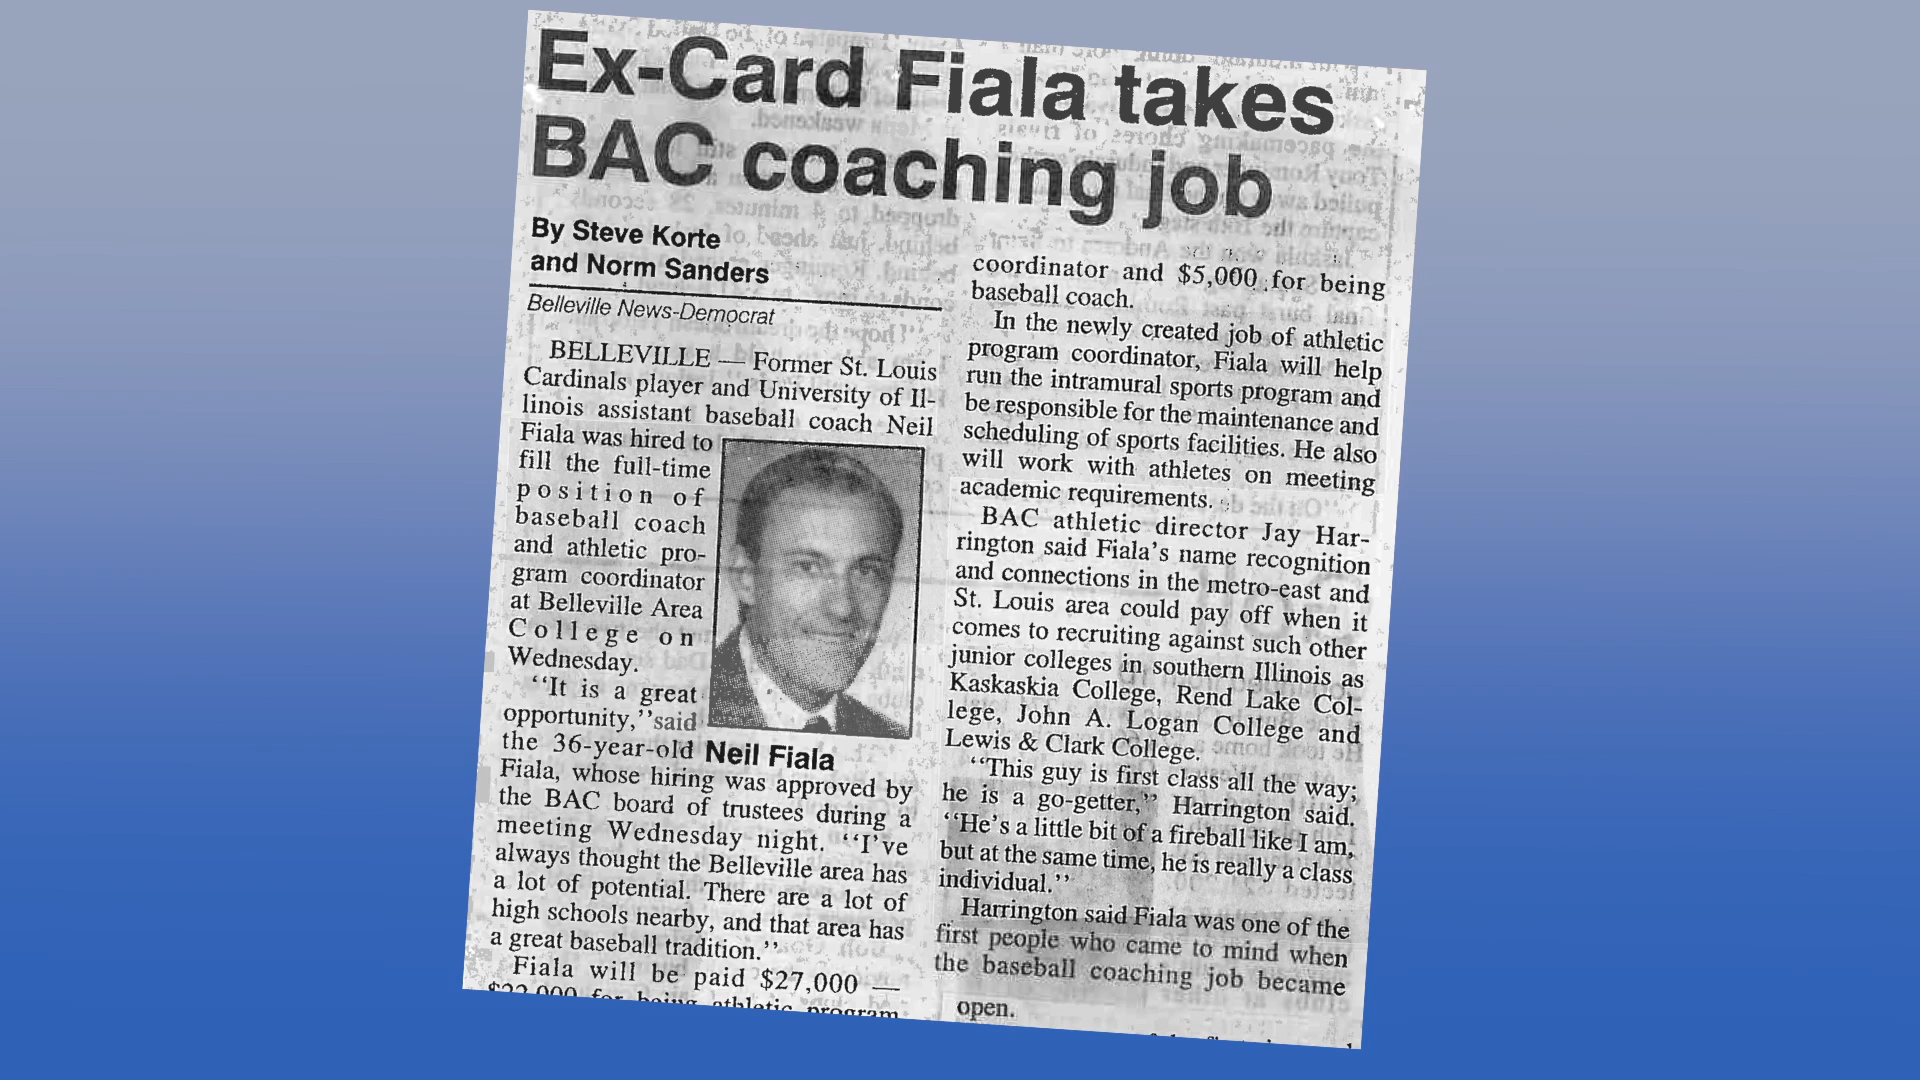 Ex-Card Fiala takes
BAC coaching job
By Steve Korte
and Norm Sanders
Belleville News-Democrat
BELLEVILLE — Former St. Louis
Cardinals player and University of Il-
linois assistant baseball coach Neil
Fiala was hired to
fill the full-time
position of
baseball coach
and athletic pro-
gram coordinator
at Belleville Area
College on
Wednesday.
‘‘It is a great
opportunity,’’ said
the 36-year-old
Neil Fiala
Fiala, whose hiring was approved by
the BAC board of trustees during a
meeting Wednesday night. ‘‘I've
always thought the Belleville area has
a lot of potential. There are a lot of
high schools nearby, and that area has
a great baseball tradition.’’
Fiala will be paid $27,000 —
$22,000 for being athletic program
coordinator and $5,000 for being
baseball coach.
In the newly created job of athletic
program coordinator, Fiala will help
run the intramural sports program and
be responsible for the maintenance and
scheduling of sports facilities. He also
will work with athletes on meeting
academic requirements.
BAC athletic director Jay Har-
rington said Fiala's name recognition
and connections in the metro-east and
St. Louis area could pay off when it
comes to recruiting against such other
junior colleges in southern Illinois as
Kaskaskia College, Rend Lake Col-
lege, John A. Logan College and
Lewis & Clark College.
‘‘This guy is first class all the way;
he is a go-getter,’’ Harrington said.
‘‘He's a little bit of a fireball like I am,
but at the same time, he is really a class
individual.’’
Harrington said Fiala was one of the
first people who came to mind when
the baseball coaching job became
open.